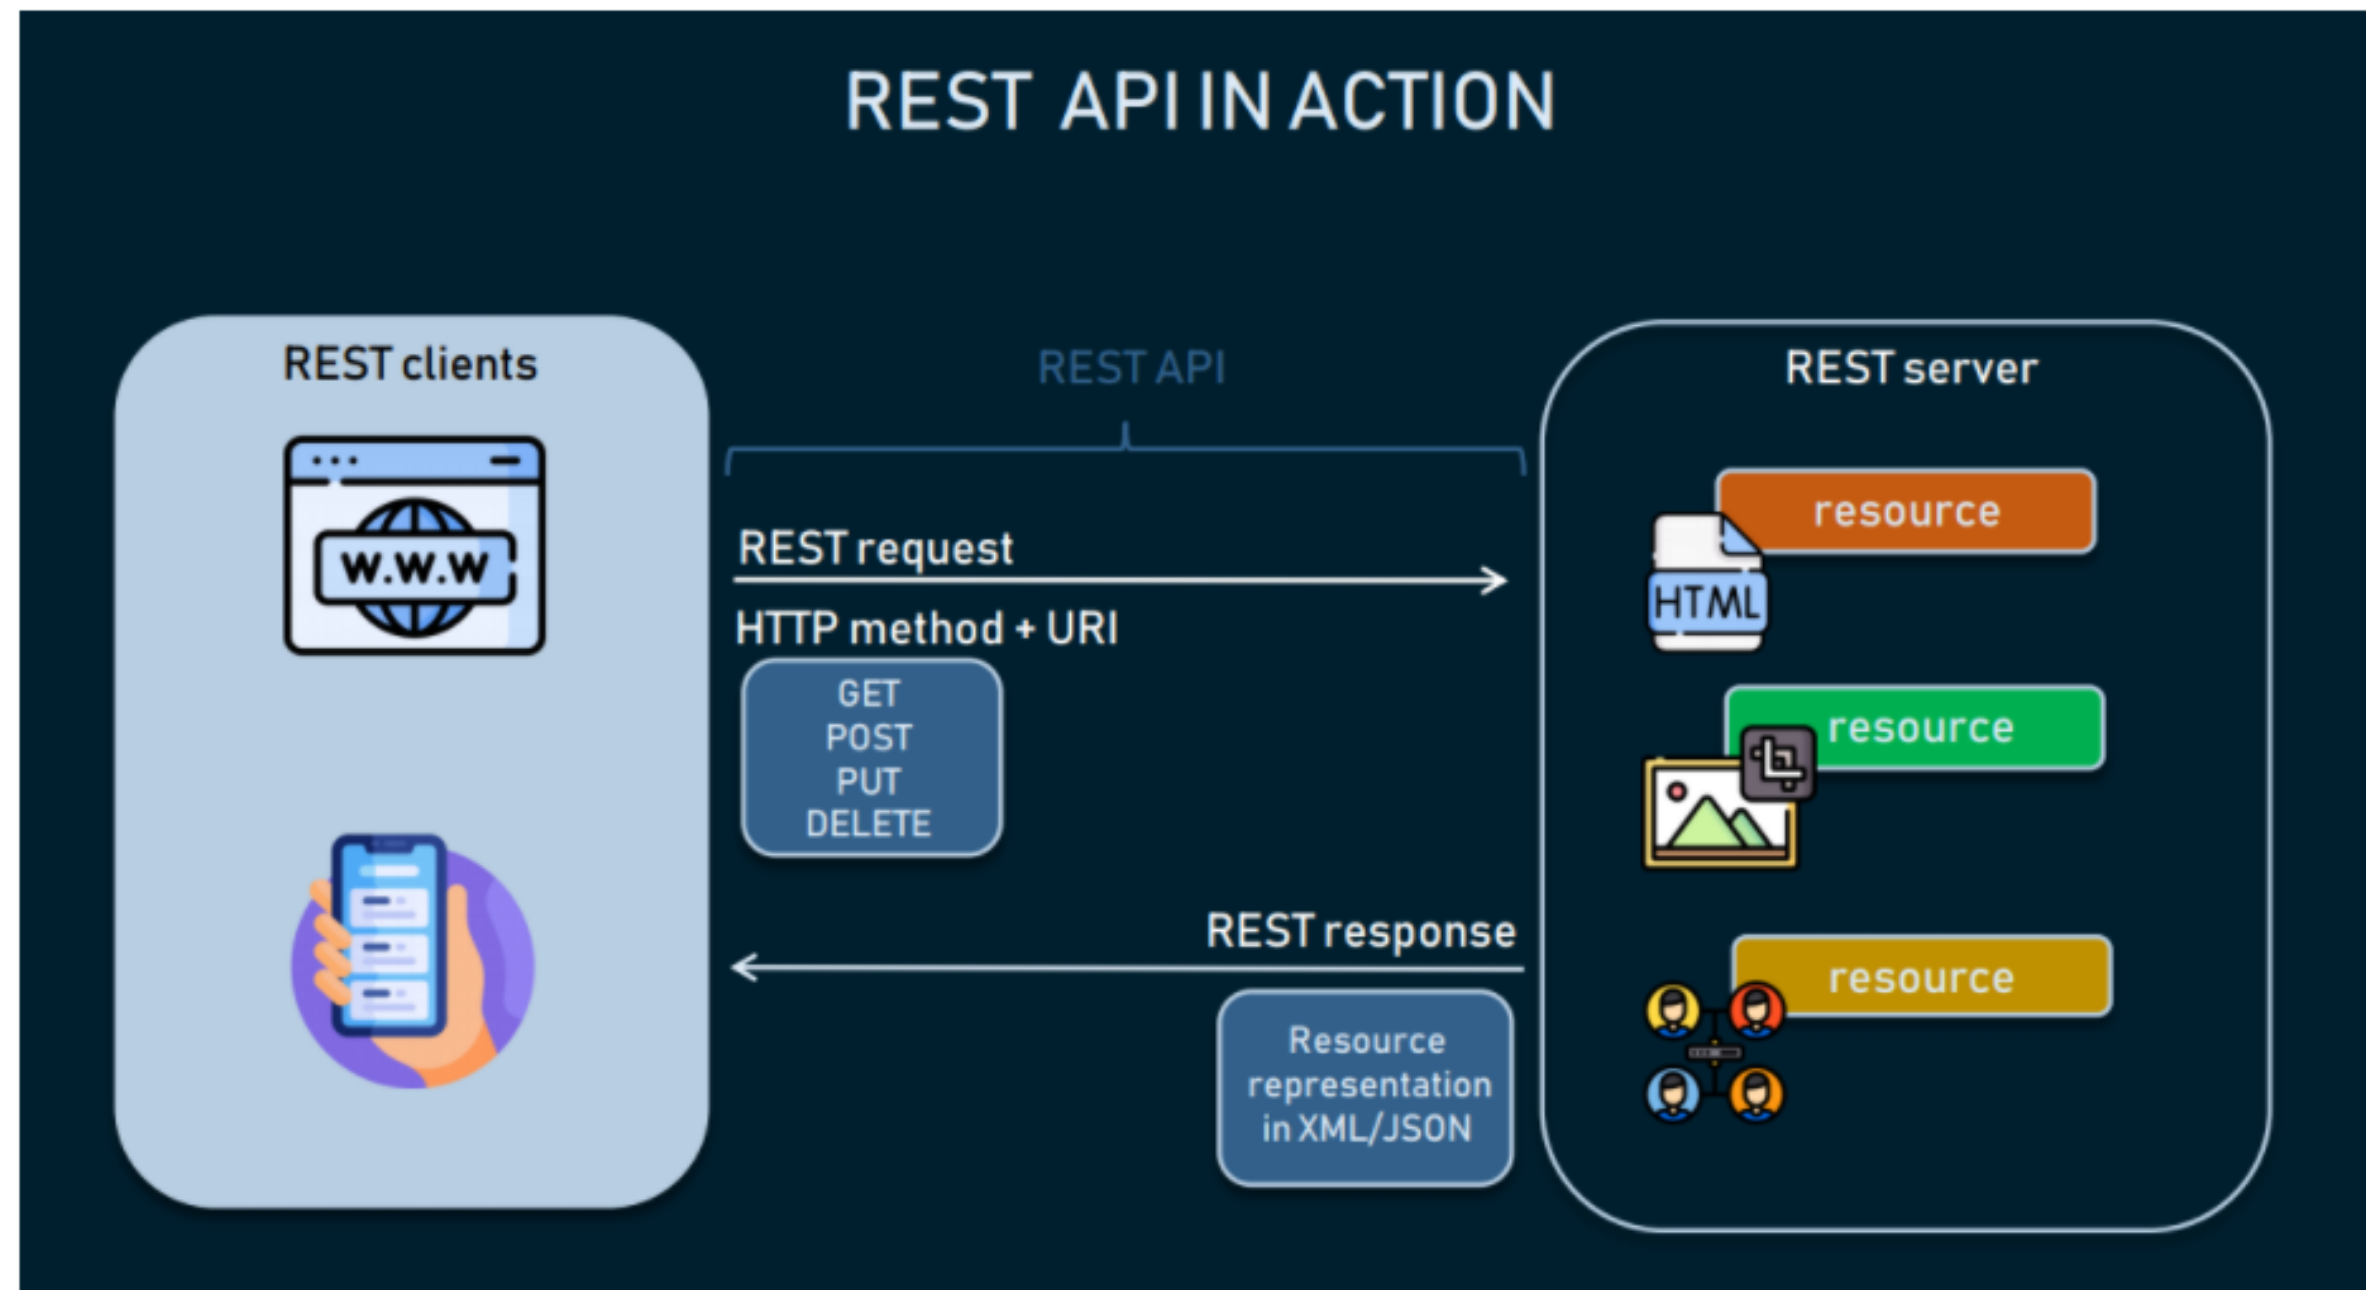 REST API IN ACTION
REST clients
W.W.W
REST API
REST request
HTTP method + URI
GET
POST
PUT
DELETE
REST response
Resource
representation
in XML/JSON
REST server
resource
HTML
resource
resource